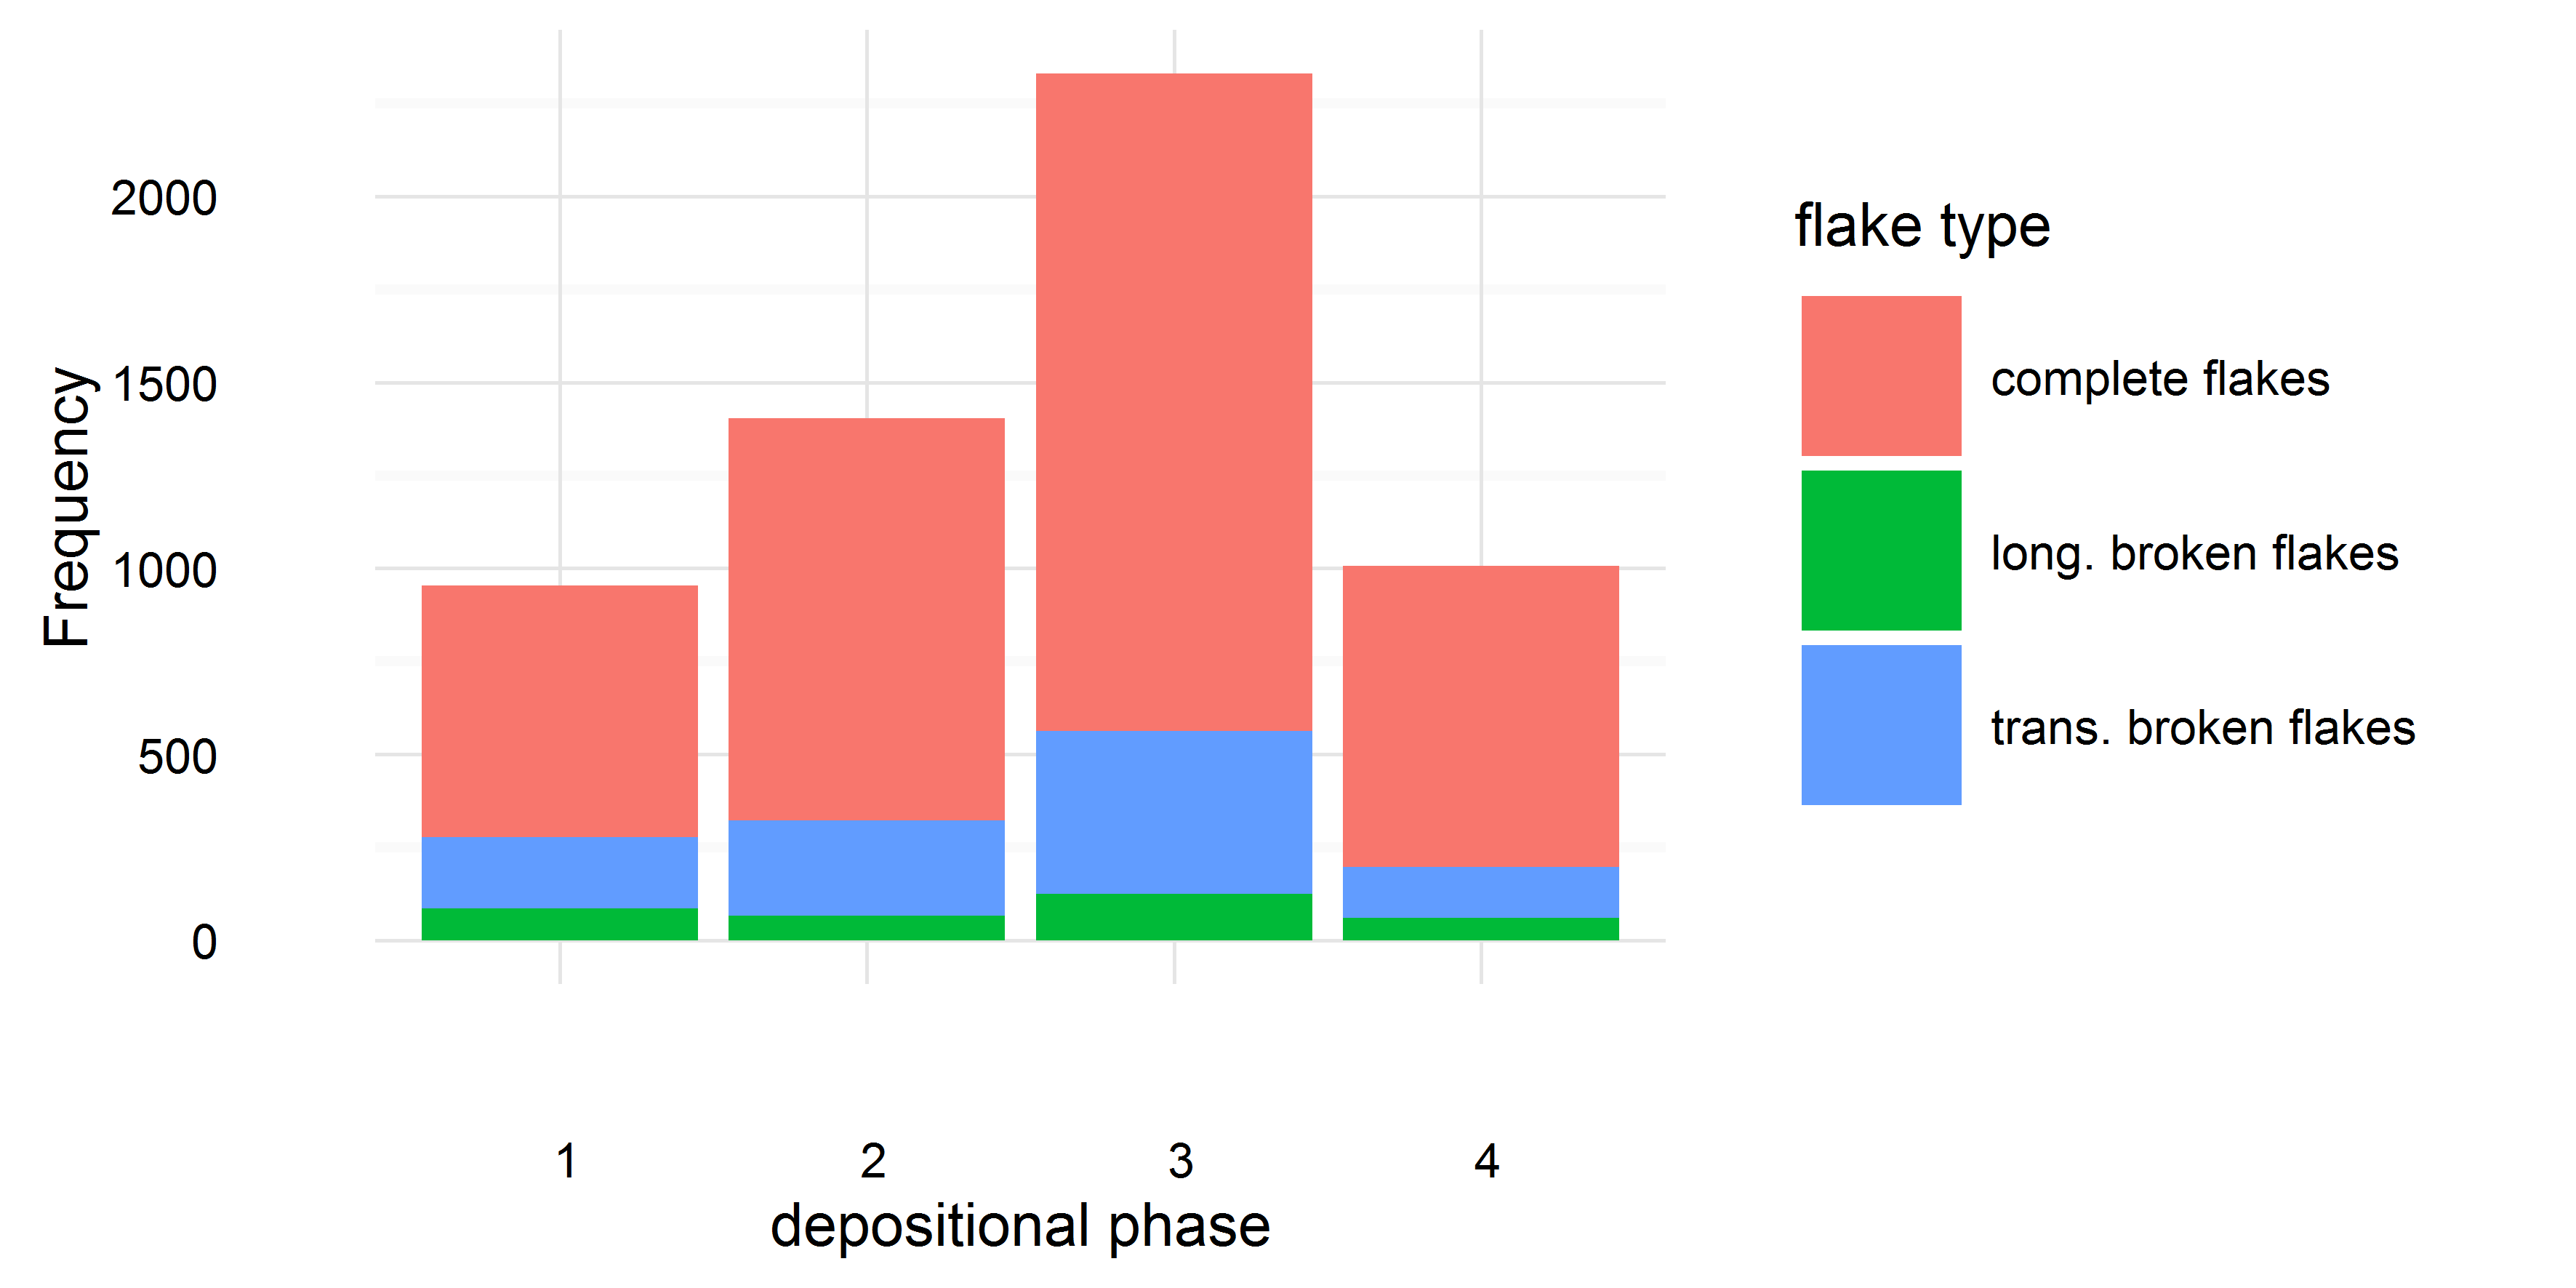 Frequency
2000
1500
1000
500
0
1 2 3 4
depositional phase
flake type
complete flakes
long. broken flakes
trans. broken flakes